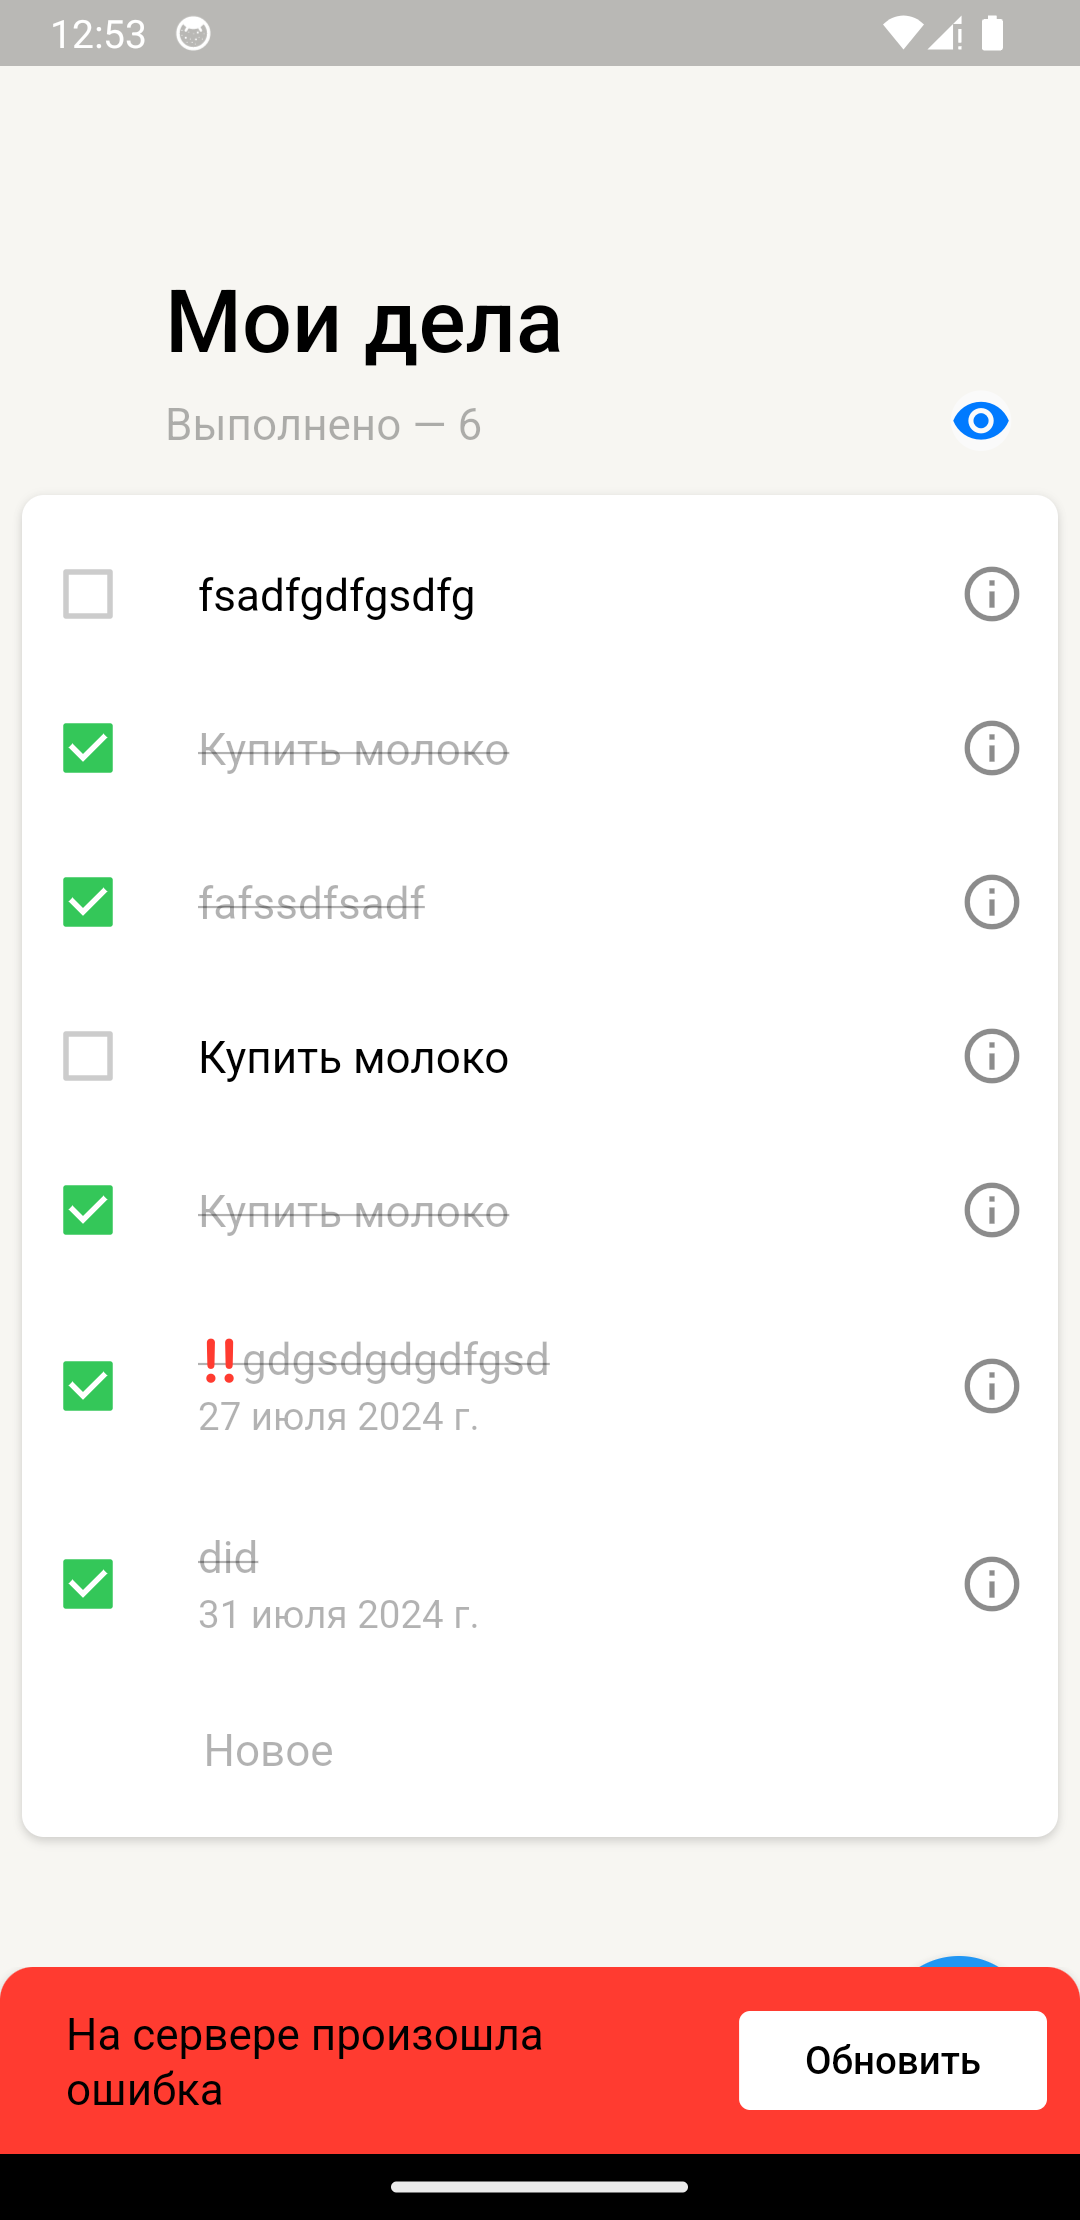 12:53
Мои дела
Выполнено — 6
fsadfgdfgsdfg
Купить молоко
fafssdfsadf
Купить молоко
Купить молоко
‼gdgsdgdgdfgsd
27 июля 2024 г.
did
31 июля 2024 г.
Новое
На сервере произошла
ошибка
Обновить